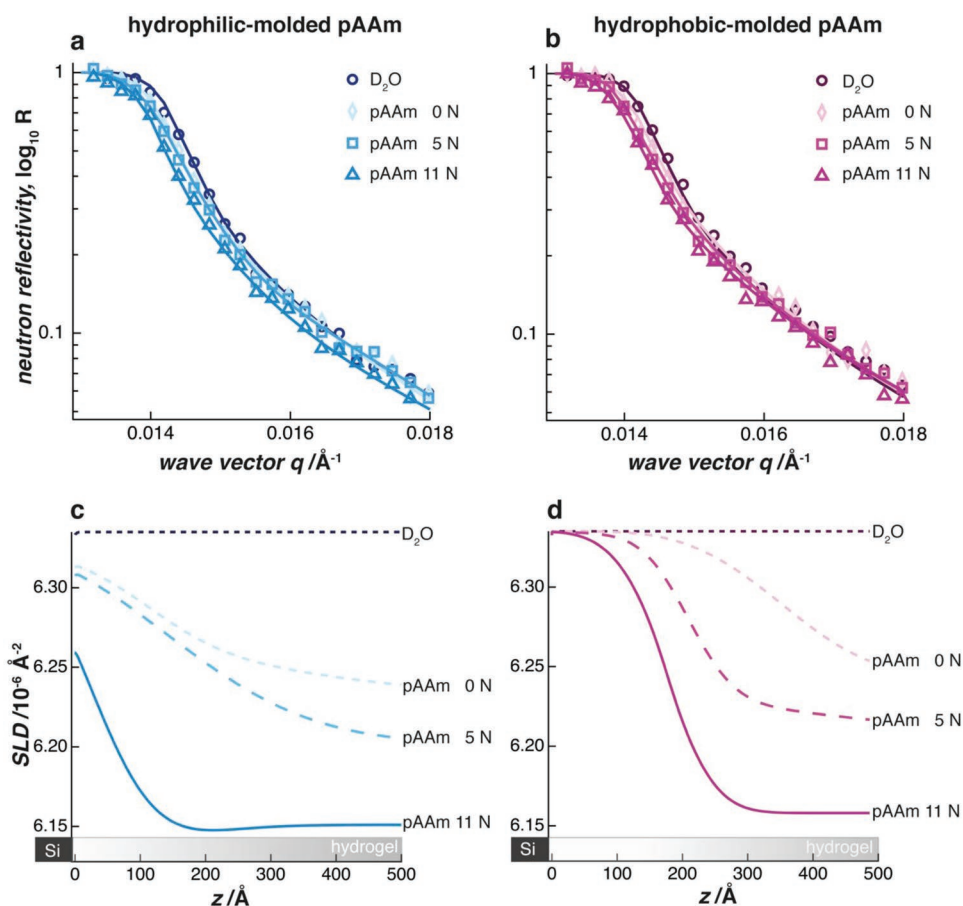 hydrophilic-molded pAAm
hydrophobic-molded pAAm
a
b
D₂O
pAAm 0 N
pAAm 5 N
pAAm 11 N
D₂O
pAAm 0 N
pAAm 5 N
pAAm 11 N
neutron reflectivity, log₁₀ R
1
0.1
1
0.1
0.014
0.016
0.018
0.014
0.016
0.018
wave vector q /Å⁻¹
wave vector q /Å⁻¹
c
d
SLD /10⁻⁶ Å⁻²
6.30
6.25
6.20
6.15
6.30
6.25
6.20
6.15
D₂O
pAAm 0 N
pAAm 5 N
pAAm 11 N
D₂O
pAAm 0 N
pAAm 5 N
pAAm 11 N
Si
hydrogel
Si
hydrogel
0
100
200
300
400
500
0
100
200
300
400
500
z /Å
z /Å